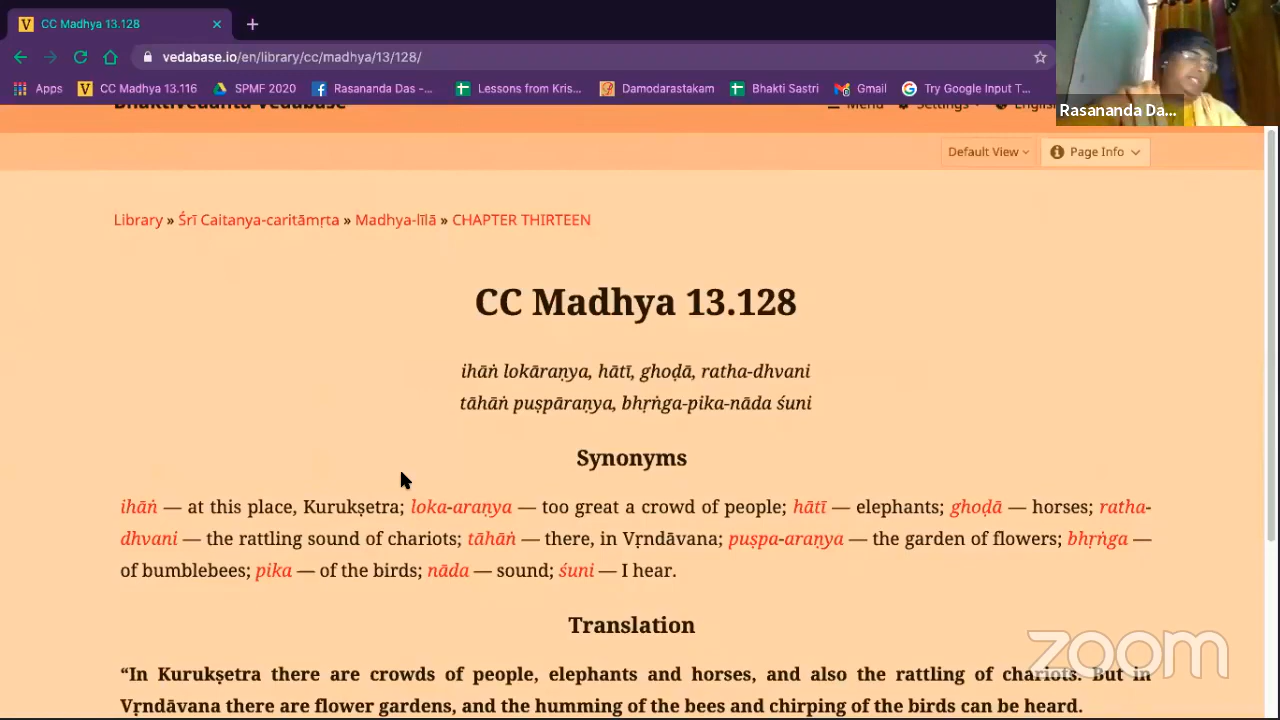 CC Madhya 13.128
vedabase.io/en/library/cc/madhya/13/128/
Apps CC Madhya 13.116 SPMF 2020 Rasananda Das -... Lessons from Kris... Damodarastakam Bhakti Sastri Gmail Try Google Input T...
Rasananda Da...
Bhaktivedanta Vedabase Menu Settings
Default View Page Info
Library » Śrī Caitanya-caritāmṛta » Madhya-līlā » CHAPTER THIRTEEN
CC Madhya 13.128
ihāṅ lokāraṇya, hātī, ghoḍā, ratha-dhvani
tāhāṅ puṣpāraṇya, bhṛṅga-pika-nāda śuni
Synonyms
ihāṅ — at this place, Kurukṣetra; loka-araṇya — too great a crowd of people; hātī — elephants; ghoḍā — horses; ratha-
dhvani — the rattling sound of chariots; tāhāṅ — there, in Vṛndāvana; puṣpa-araṇya — the garden of flowers; bhṛṅga —
of bumblebees; pika — of the birds; nāda — sound; śuni — I hear.
Translation
“In Kurukṣetra there are crowds of people, elephants and horses, and also the rattling of chariots. But in
Vṛndāvana there are flower gardens, and the humming of the bees and chirping of the birds can be heard.
zoom